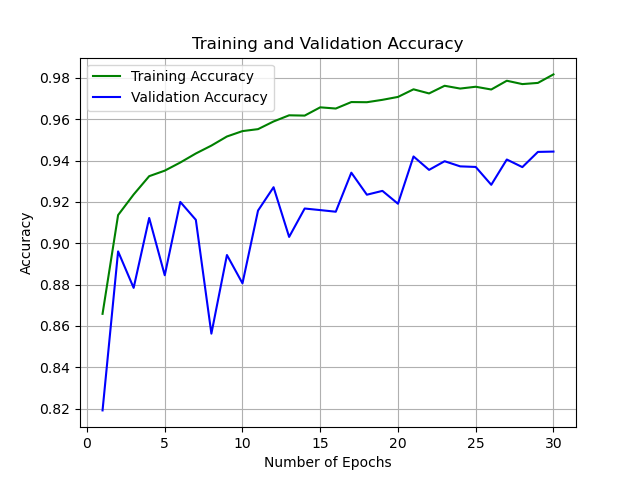 Training and Validation Accuracy
Training Accuracy
Validation Accuracy
0.98
0.96
0.94
0.92
0.90
0.88
0.86
0.84
0.82
Accuracy
0 5 10 15 20 25 30
Number of Epochs